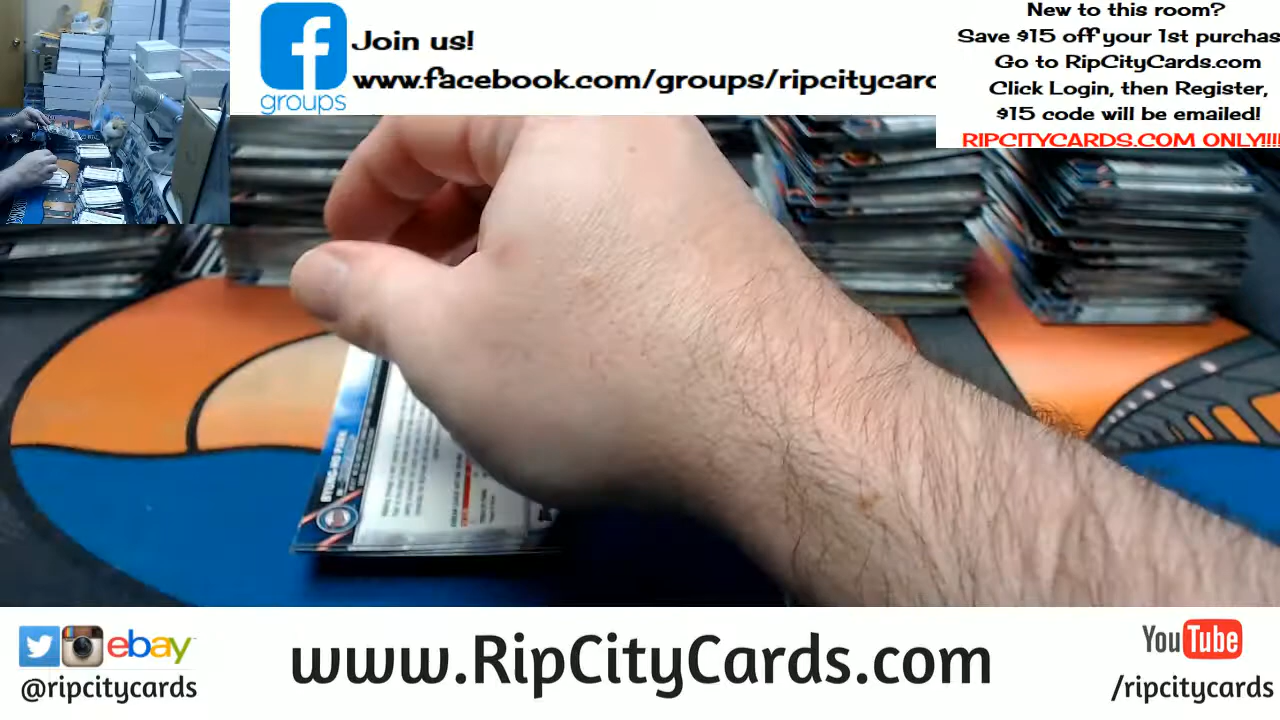 Join us!
www.facebook.com/groups/ripcitycarc
groups
New to this room?
Save $15 off your 1st purchas
Go to RipCityCards.com
Click Login, then Register,
$15 code will be emailed!
RIPCITYCARDS.COM ONLY!!!!
ebay
@ripcitycards
www.RipCityCards.com
YouTube
/ripcitycards